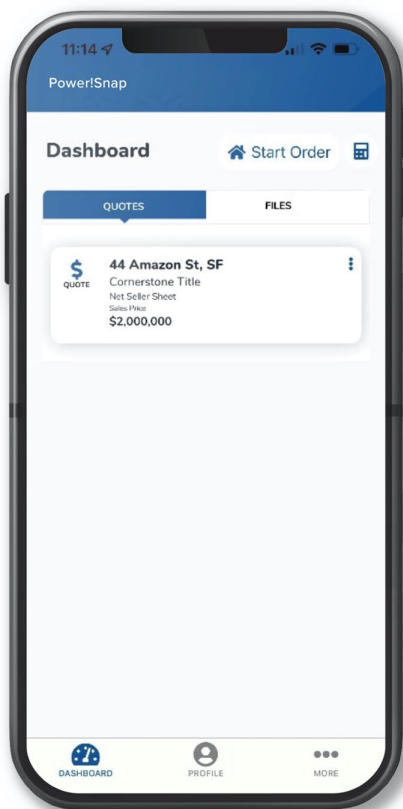 11:14
Power!Snap
Dashboard
Start Order
QUOTES
FILES
QUOTE
44 Amazon St, SF
Cornerstone Title
Net Seller Sheet
Sales Price
$2,000,000
DASHBOARD
PROFILE
MORE